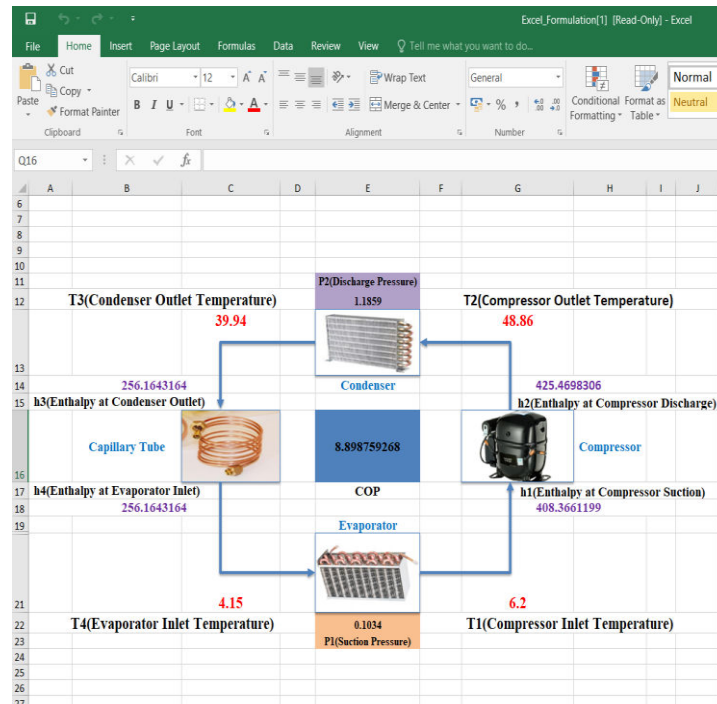 Excel_Formulation[1] [Read-Only] - Excel
File Home Insert Page Layout Formulas Data Review View Tell me what you want to do...
Cut
Copy
Format Painter
Paste
Calibri 12 A A
B I U A
Wrap Text
Merge & Center
General
% ,
Conditional Formatting
Format as Table
Normal
Neutral
Clipboard Font Alignment Number Styles
Q16 fx
A B C D E F G H I J
6
7
8
9
10
11 P2(Discharge Pressure)
12 T3(Condenser Outlet Temperature) 1.1859 T2(Compressor Outlet Temperature)
39.94 48.86
13
14 256.1643164 Condenser 425.4698306
15 h3(Enthalpy at Condenser Outlet) h2(Enthalpy at Compressor Discharge)
Capillary Tube 8.898759268 Compressor
16
17 h4(Enthalpy at Evaporator Inlet) COP h1(Enthalpy at Compressor Suction)
18 256.1643164 408.3661199
19 Evaporator
21 4.15 6.2
22 T4(Evaporator Inlet Temperature) 0.1034 T1(Compressor Inlet Temperature)
23 P1(Suction Pressure)
24
25
26
27